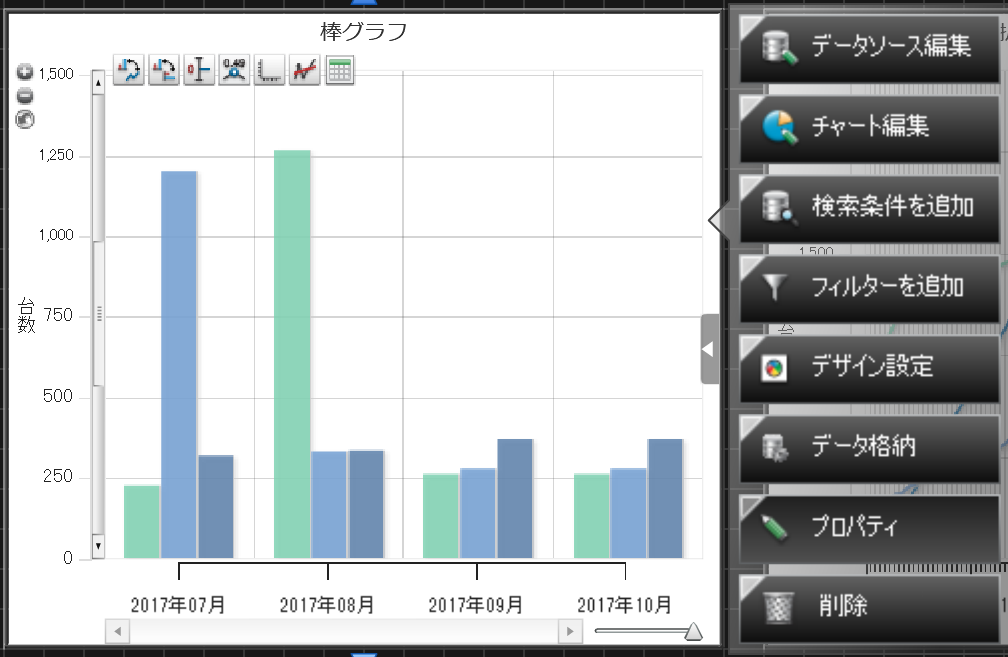 棒グラフ
0.49
1,500
1,250
1,000
750
500
250
0
台数
2017年07月
2017年08月
2017年09月
2017年10月
データソース編集
チャート編集
検索条件を追加
1,500
フィルターを追加
台
デザイン設定
データ格納
プロパティ
削除